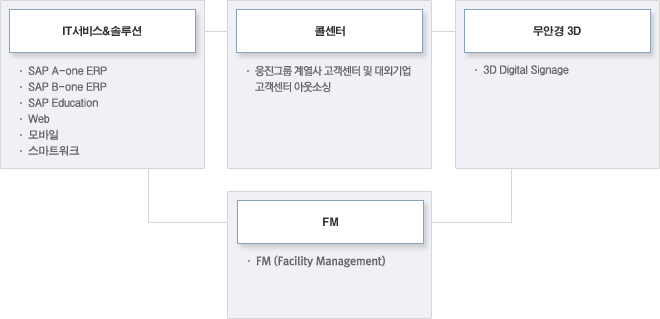 IT서비스&솔루션
· SAP A-one ERP
· SAP B-one ERP
· SAP Education
· Web
· 모바일
· 스마트워크
콜센터
· 웅진그룹 계열사 고객센터 및 대외기업
고객센터 아웃소싱
무안경 3D
· 3D Digital Signage
FM
· FM (Facility Management)